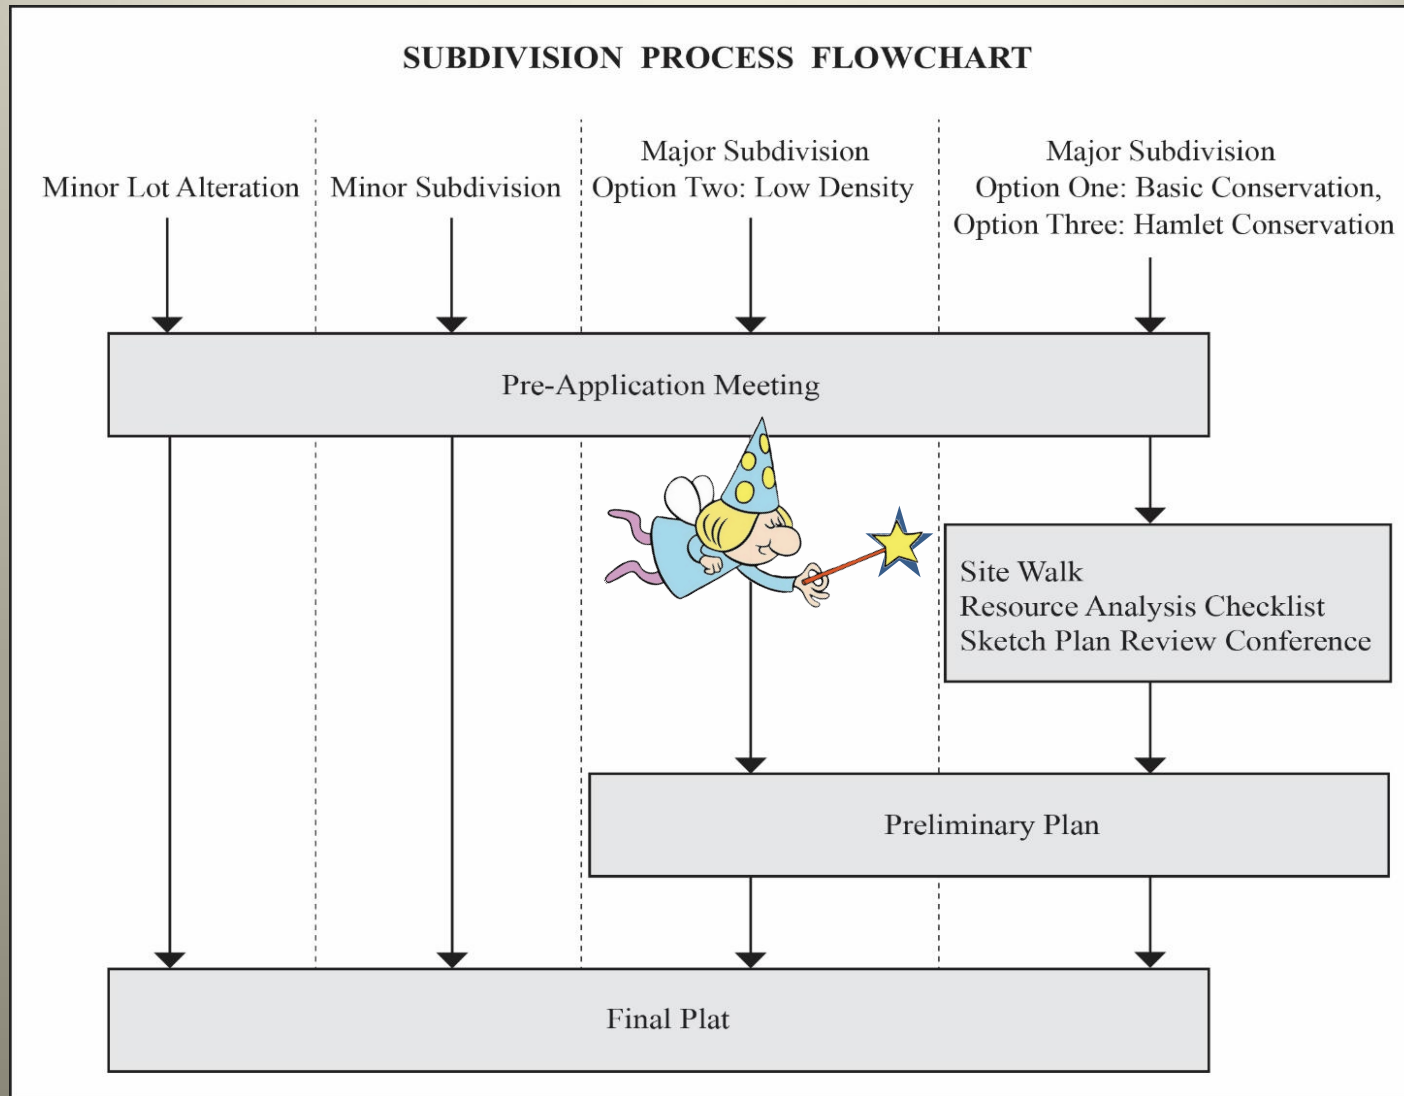 SUBDIVISION PROCESS FLOWCHART
Minor Lot Alteration
Minor Subdivision
Major Subdivision
Option Two: Low Density
Major Subdivision
Option One: Basic Conservation,
Option Three: Hamlet Conservation
Pre-Application Meeting
Site Walk
Resource Analysis Checklist
Sketch Plan Review Conference
Preliminary Plan
Final Plat